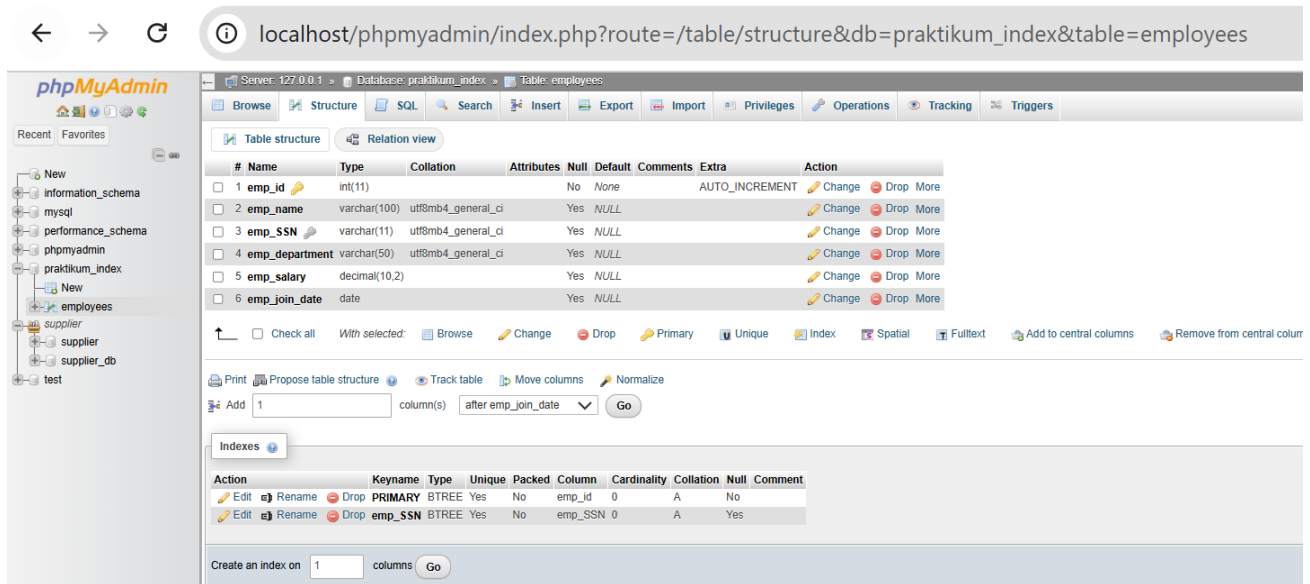 localhost/phpmyadmin/index.php?route=/table/structure&db=praktikum_index&table=employees
phpMyAdmin
Recent Favorites
New
information_schema
mysql
performance_schema
phpmyadmin
praktikum_index
New
employees
supplier
supplier
supplier_db
test
Server: 127.0.0.1 » Database: praktikum_index » Table: employees
Browse Structure SQL Search Insert Export Import Privileges Operations Tracking Triggers
Table structure Relation view
# Name Type Collation Attributes Null Default Comments Extra Action
1 emp_id int(11) No None AUTO_INCREMENT Change Drop More
2 emp_name varchar(100) utf8mb4_general_ci Yes NULL Change Drop More
3 emp_SSN varchar(11) utf8mb4_general_ci Yes NULL Change Drop More
4 emp_department varchar(50) utf8mb4_general_ci Yes NULL Change Drop More
5 emp_salary decimal(10,2) Yes NULL Change Drop More
6 emp_join_date date Yes NULL Change Drop More
Check all With selected: Browse Change Drop Primary Unique Index Spatial Fulltext Add to central columns Remove from central colum
Print Propose table structure Track table Move columns Normalize
Add 1 column(s) after emp_join_date Go
Indexes
Action Keyname Type Unique Packed Column Cardinality Collation Null Comment
Edit Rename Drop PRIMARY BTREE Yes No emp_id 0 A No
Edit Rename Drop emp_SSN BTREE Yes No emp_SSN 0 A Yes
Create an index on 1 columns Go